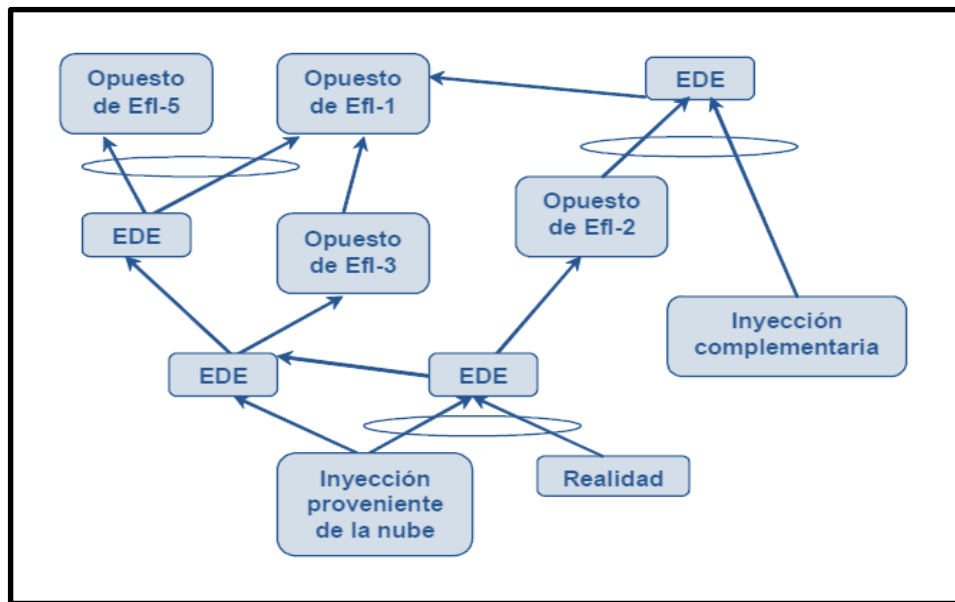 Opuesto
de Efl-5
Opuesto
de Efl-1
EDE
EDE
Opuesto
de Efl-3
Opuesto
de Efl-2
Inyección
complementaria
EDE
EDE
Inyección
proveniente
de la nube
Realidad